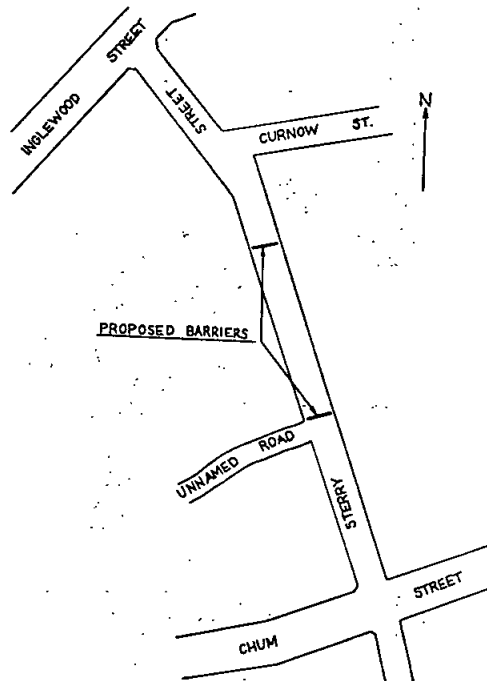 INGLEWOOD STREET
STREET
CURNOW ST.
N
PROPOSED BARRIERS
UNNAMED ROAD
STERRY
CHUM STREET